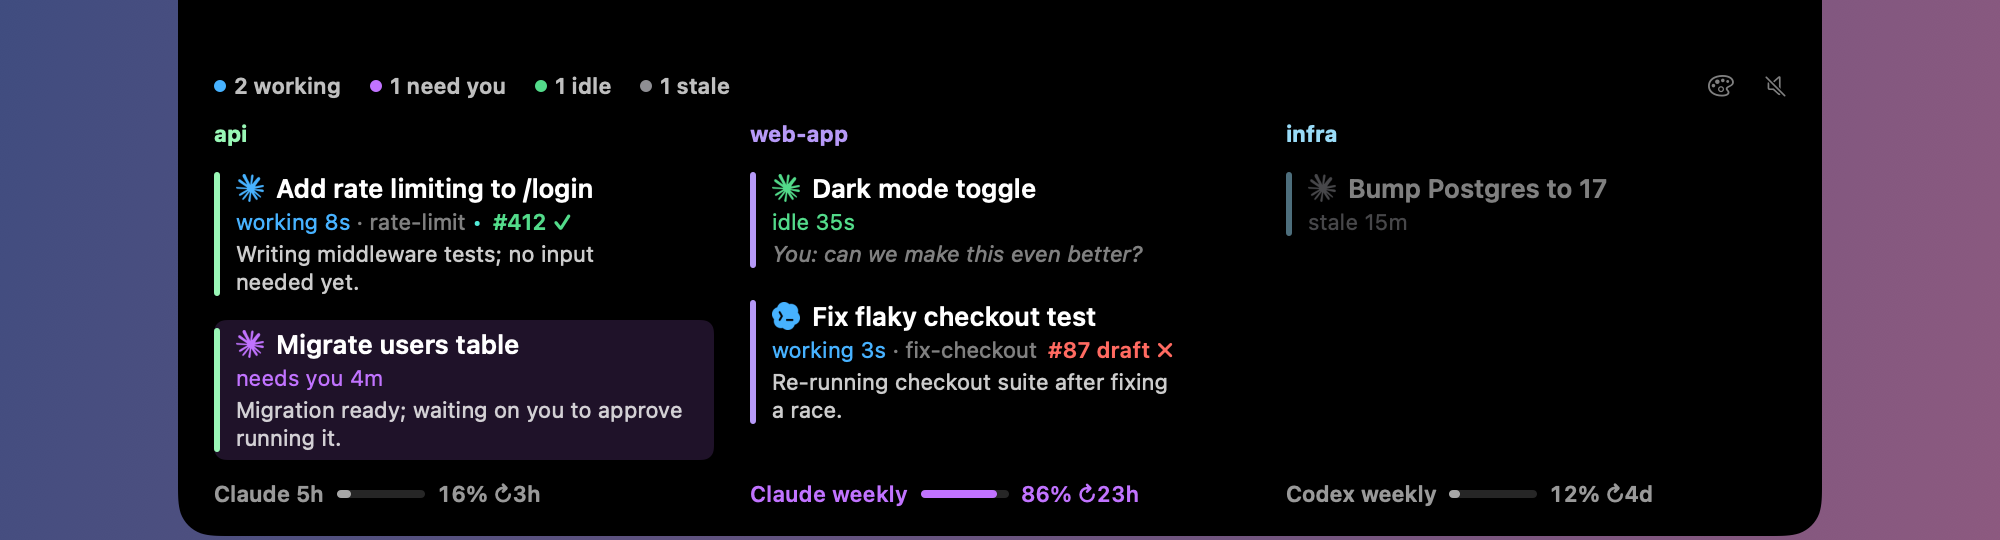 2 working 1 need you 1 idle 1 stale
api
Add rate limiting to /login
working 8s · rate-limit • #412 ✓
Writing middleware tests; no input
needed yet.
Migrate users table
needs you 4m
Migration ready; waiting on you to approve
running it.
web-app
Dark mode toggle
idle 35s
You: can we make this even better?
Fix flaky checkout test
working 3s · fix-checkout #87 draft ✕
Re-running checkout suite after fixing
a race.
infra
Bump Postgres to 17
stale 15m
Claude 5h 16% ↻3h
Claude weekly 86% ↻23h
Codex weekly 12% ↻4d